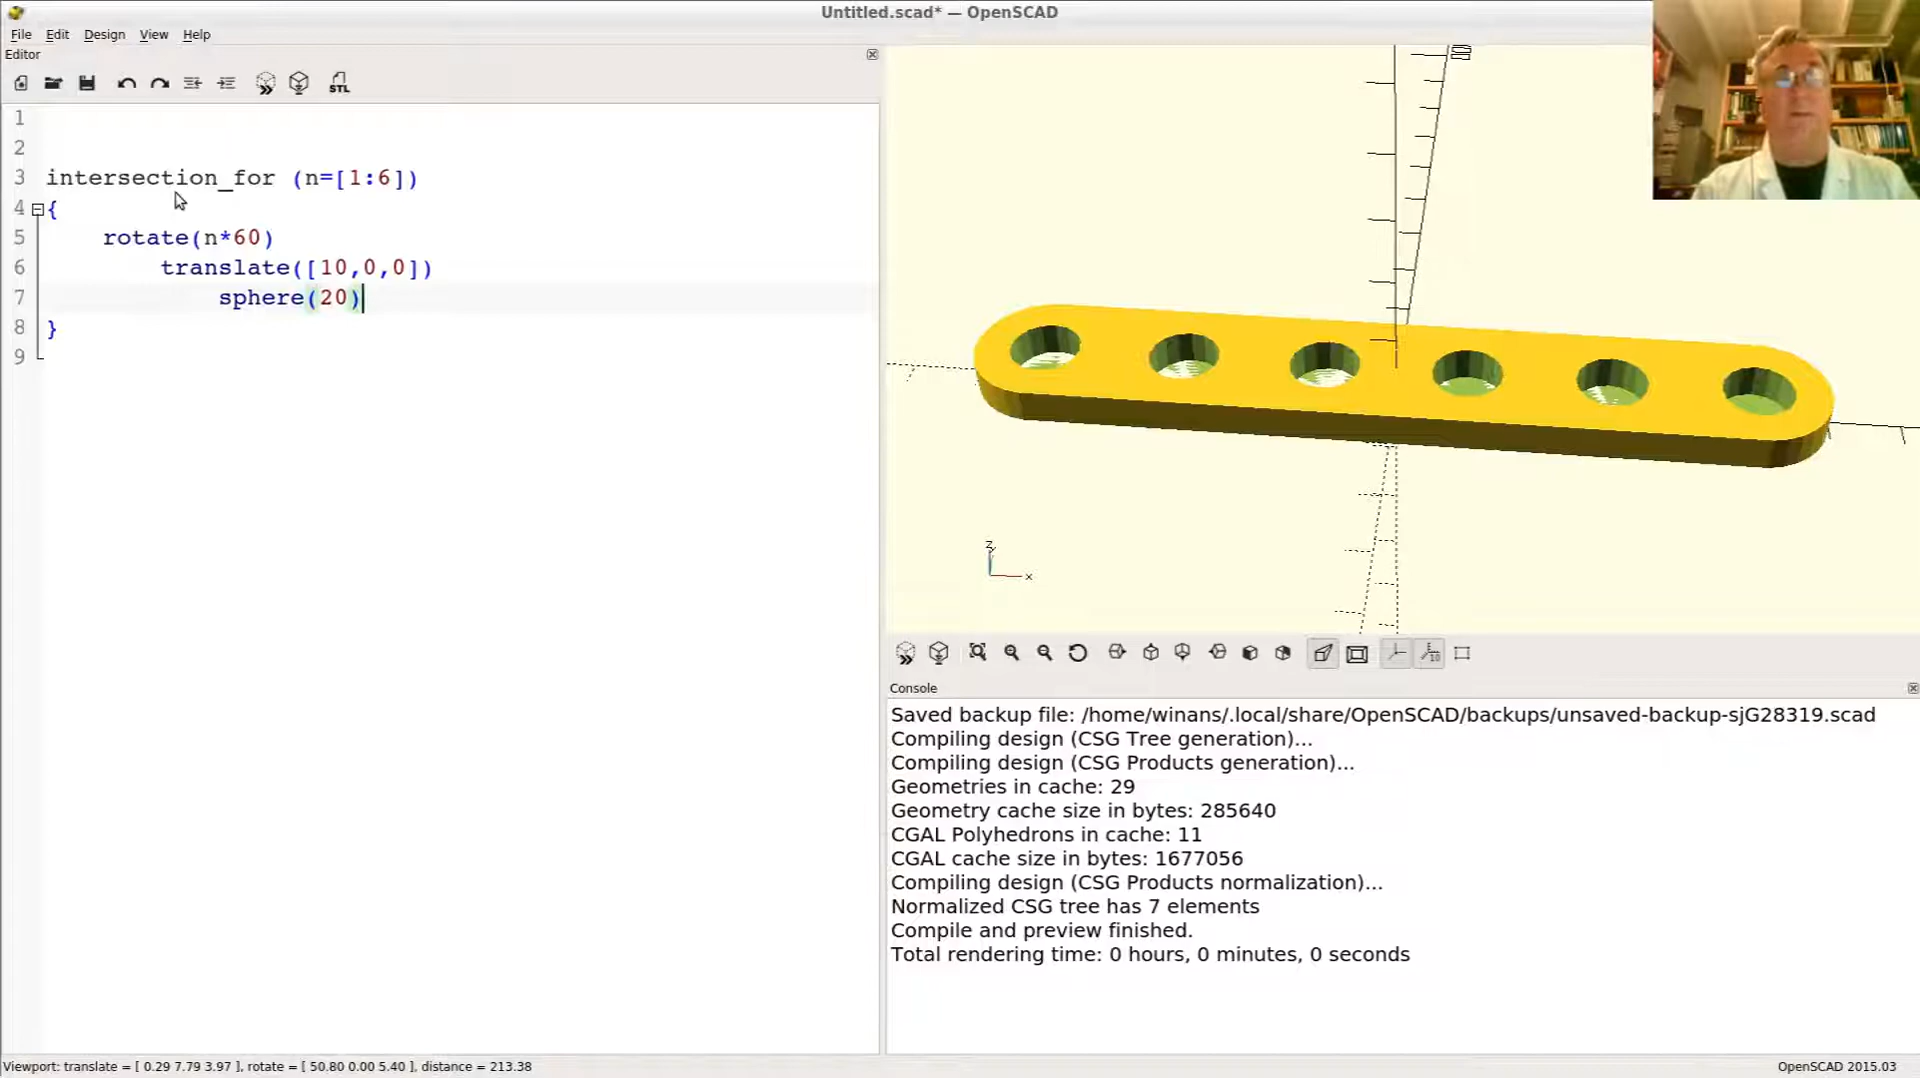 Untitled.scad* — OpenSCAD
File Edit Design View Help
Editor
STL
1
2
3 intersection_for (n=[1:6])
4 {
5 rotate(n*60)
6 translate([10,0,0])
7 sphere(20)
8 }
9
10
z
x
10
Console
Saved backup file: /home/winans/.local/share/OpenSCAD/backups/unsaved-backup-sjG28319.scad
Compiling design (CSG Tree generation)...
Compiling design (CSG Products generation)...
Geometries in cache: 29
Geometry cache size in bytes: 285640
CGAL Polyhedrons in cache: 11
CGAL cache size in bytes: 1677056
Compiling design (CSG Products normalization)...
Normalized CSG tree has 7 elements
Compile and preview finished.
Total rendering time: 0 hours, 0 minutes, 0 seconds
Viewport: translate = [ 0.29 7.79 3.97 ], rotate = [ 50.80 0.00 5.40 ], distance = 213.38
OpenSCAD 2015.03